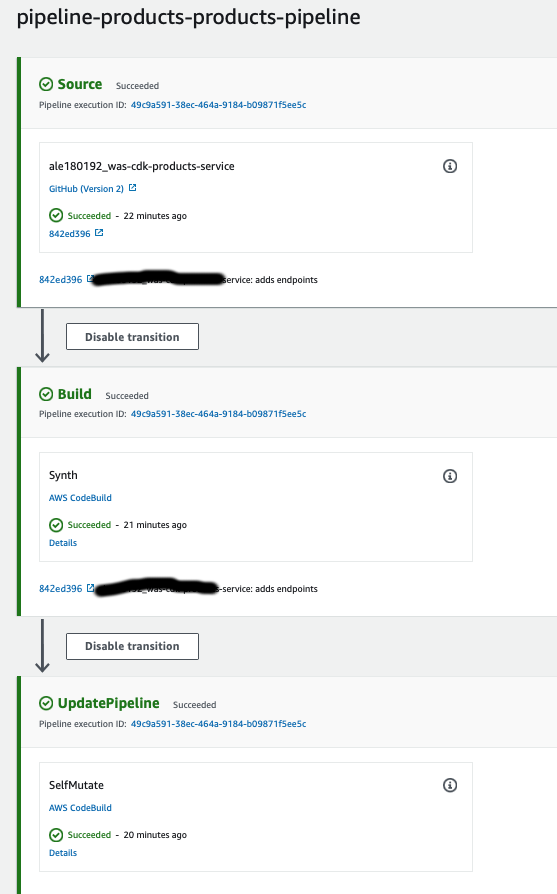 pipeline-products-products-pipeline
Source Succeeded
Pipeline execution ID: 49c9a591-38ec-464a-9184-b09871f5ee5c
ale180192_was-cdk-products-service
GitHub (Version 2)
Succeeded - 22 minutes ago
842ed396
842ed396 service: adds endpoints
Disable transition
Build Succeeded
Pipeline execution ID: 49c9a591-38ec-464a-9184-b09871f5ee5c
Synth
AWS CodeBuild
Succeeded - 21 minutes ago
Details
842ed396 -service: adds endpoints
Disable transition
UpdatePipeline Succeeded
Pipeline execution ID: 49c9a591-38ec-464a-9184-b09871f5ee5c
SelfMutate
AWS CodeBuild
Succeeded - 20 minutes ago
Details